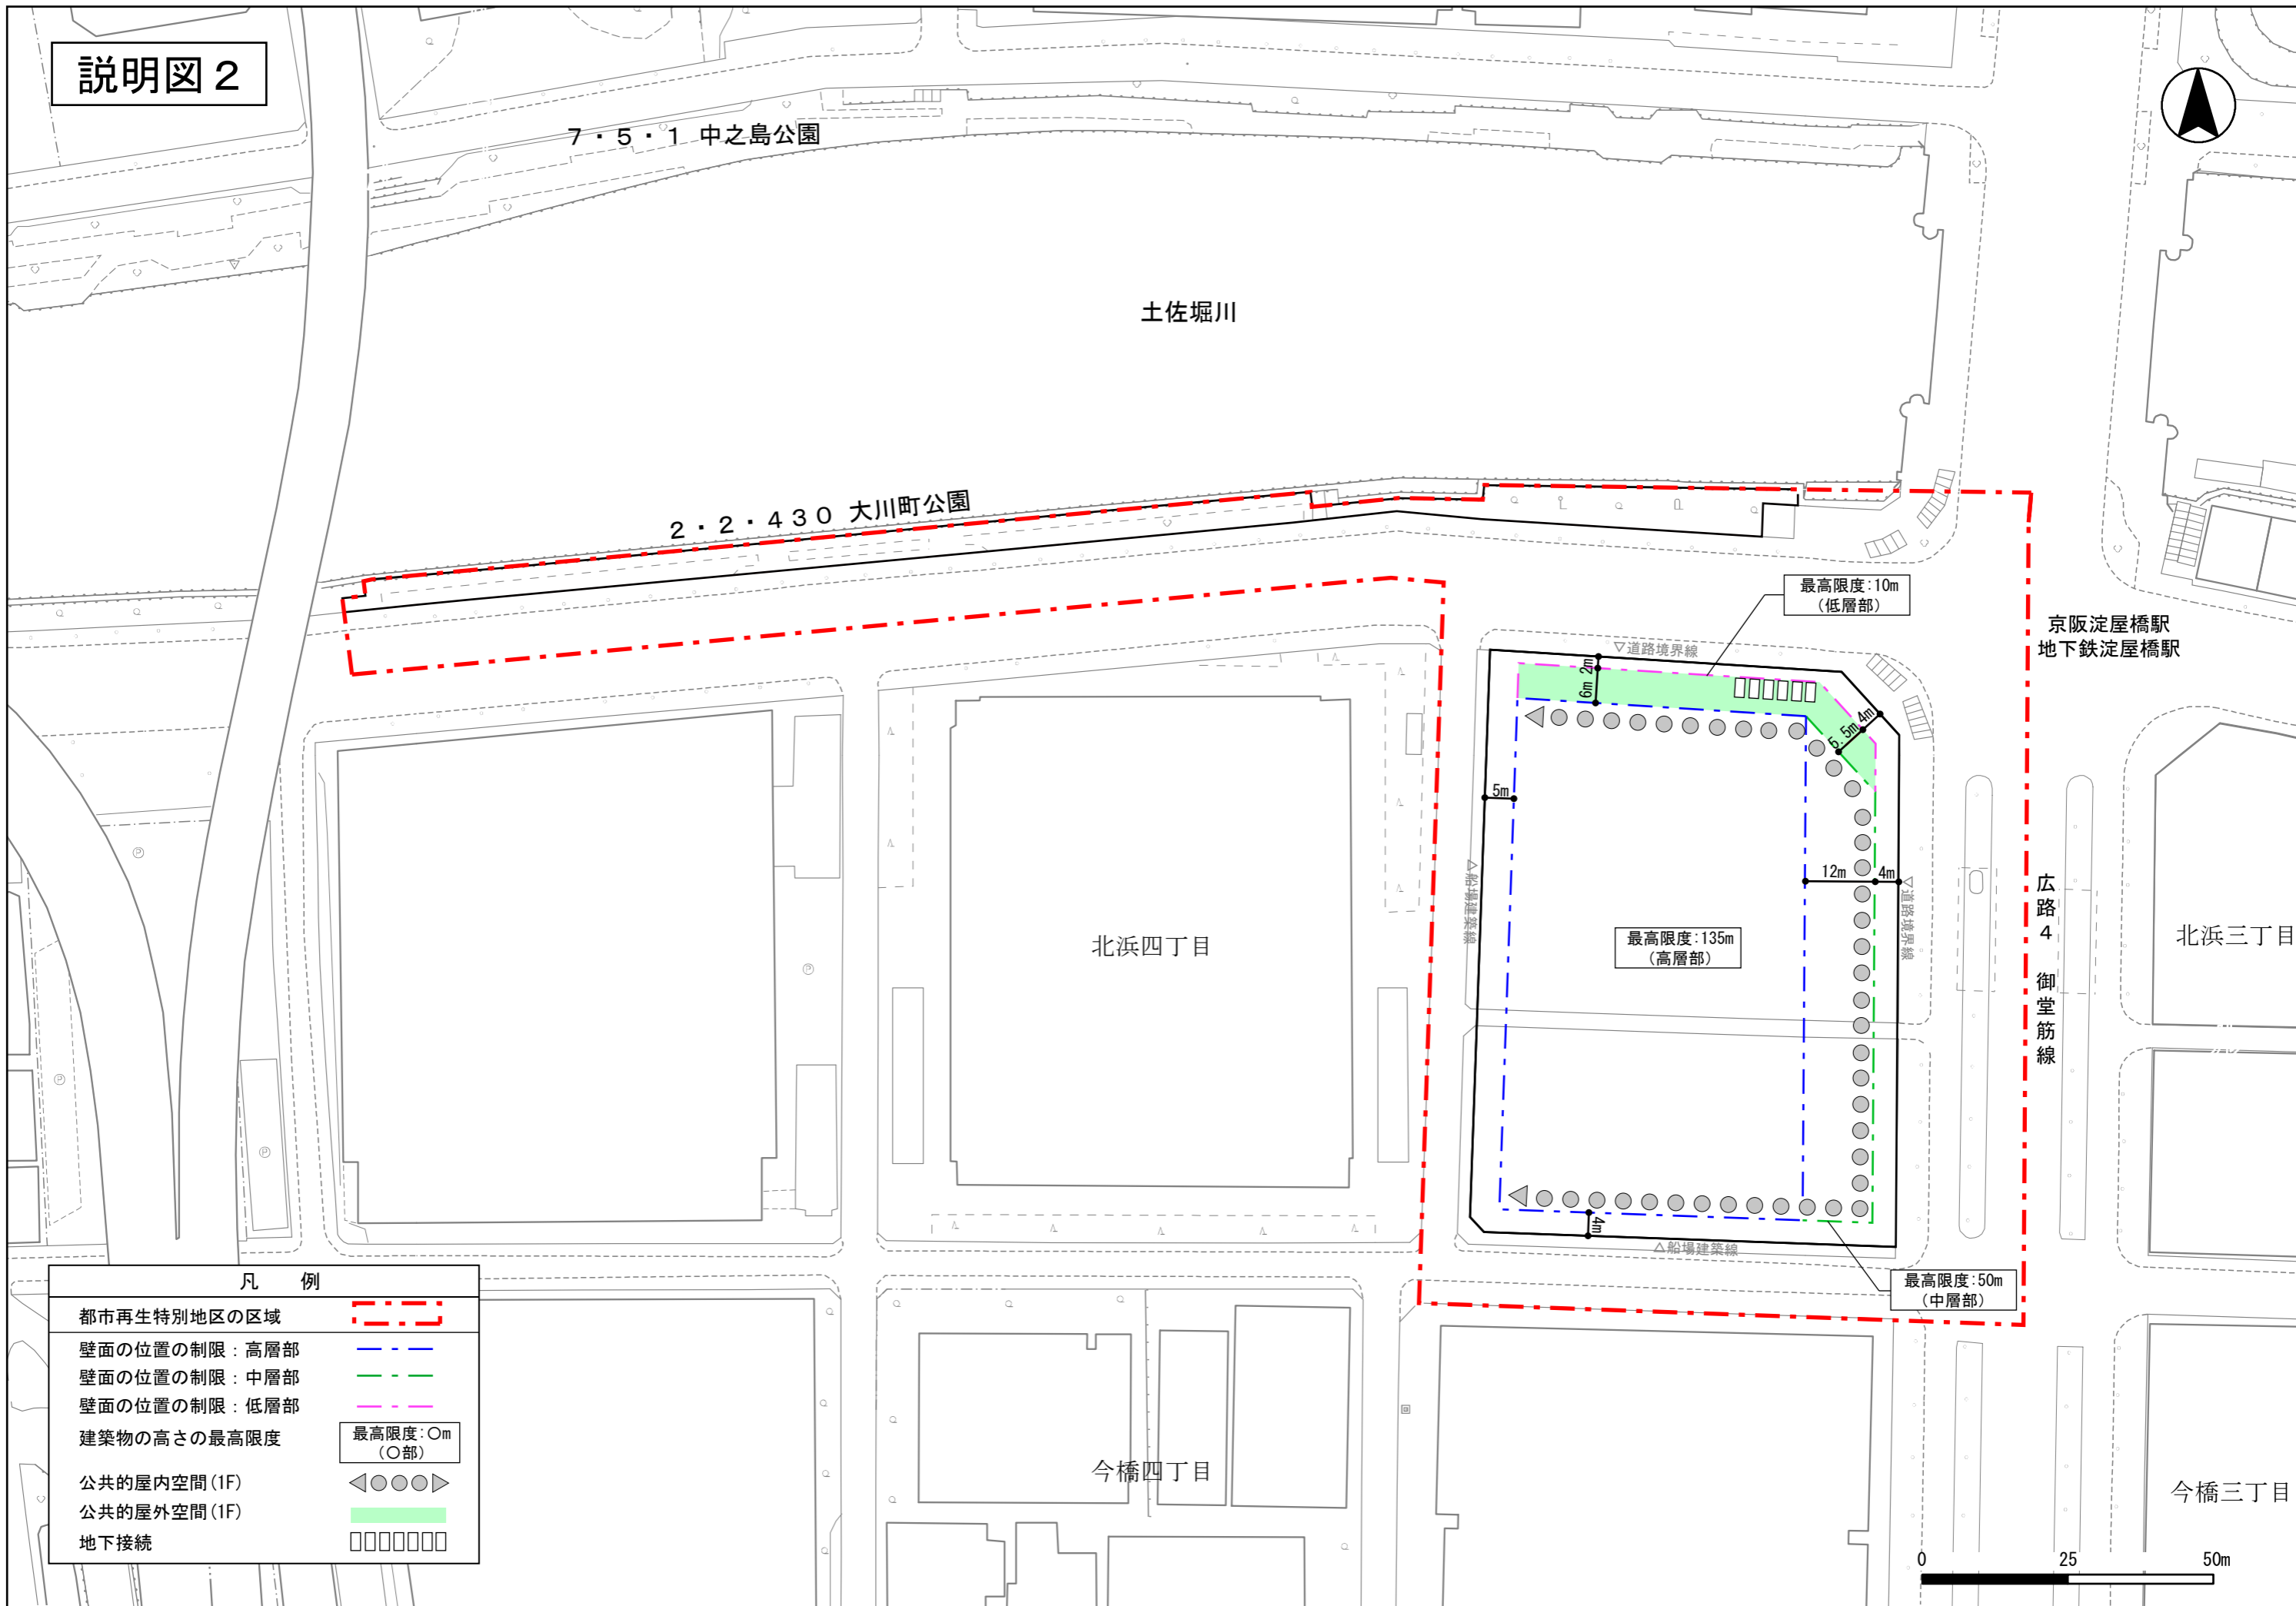 説明図２
７・５・１ 中之島公園
土佐堀川
２・２・４３０ 大川町公園
最高限度:10m
（低層部）
京阪淀屋橋駅
地下鉄淀屋橋駅
▽道路境界線
2m
6m
4m
5.5m
5m
12m
4m
▽船場建築線
▽道路境界線
広路４　御堂筋線
北浜四丁目
最高限度:135m
（高層部）
北浜三丁目
4m
△船場建築線
最高限度:50m
（中層部）
凡　例
都市再生特別地区の区域
壁面の位置の制限：高層部
壁面の位置の制限：中層部
壁面の位置の制限：低層部
建築物の高さの最高限度
最高限度:〇m
（〇部）
公共的屋内空間(1F)
公共的屋外空間(1F)
地下接続
今橋四丁目
今橋三丁目
0 25 50m